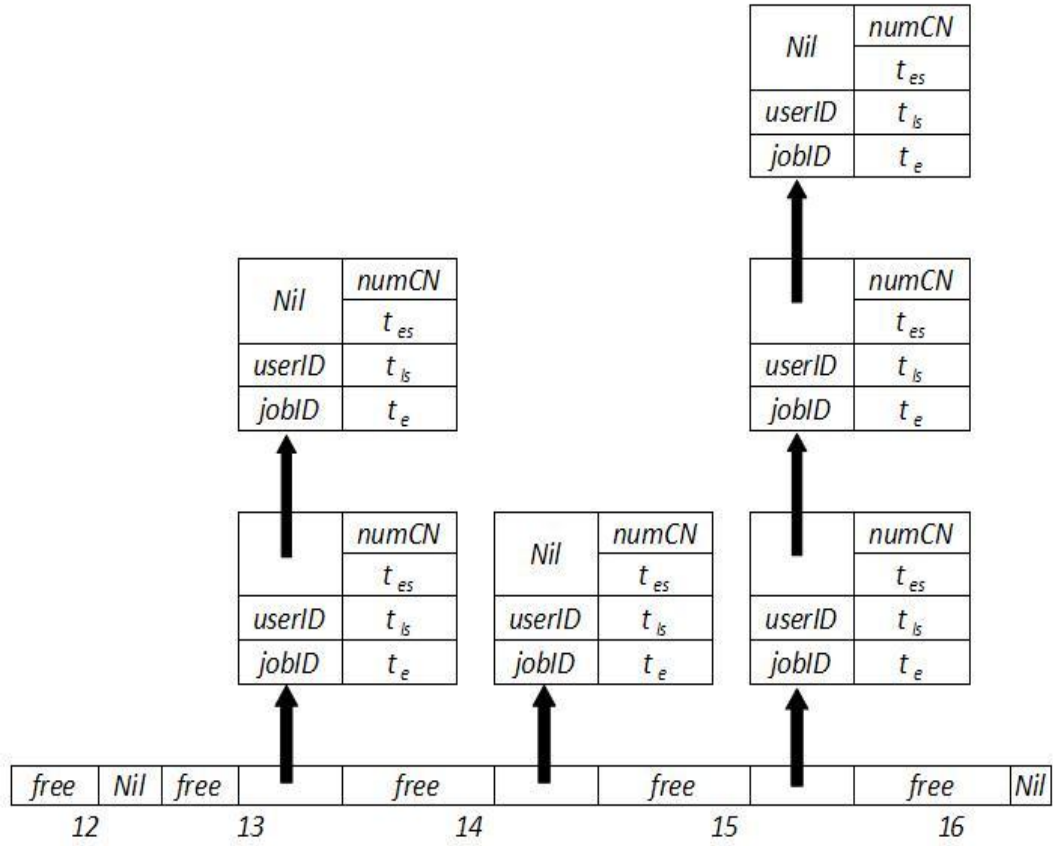 numCN
Nil
t es
userID t ls
jobID t e
numCN numCN
Nil
t es t es
userID t ls userID t ls
jobID t e jobID t e
numCN numCN numCN
Nil
t es t es t es
userID t ls userID t ls userID t ls
jobID t e jobID t e jobID t e
free Nil free free free free Nil
12 13 14 15 16